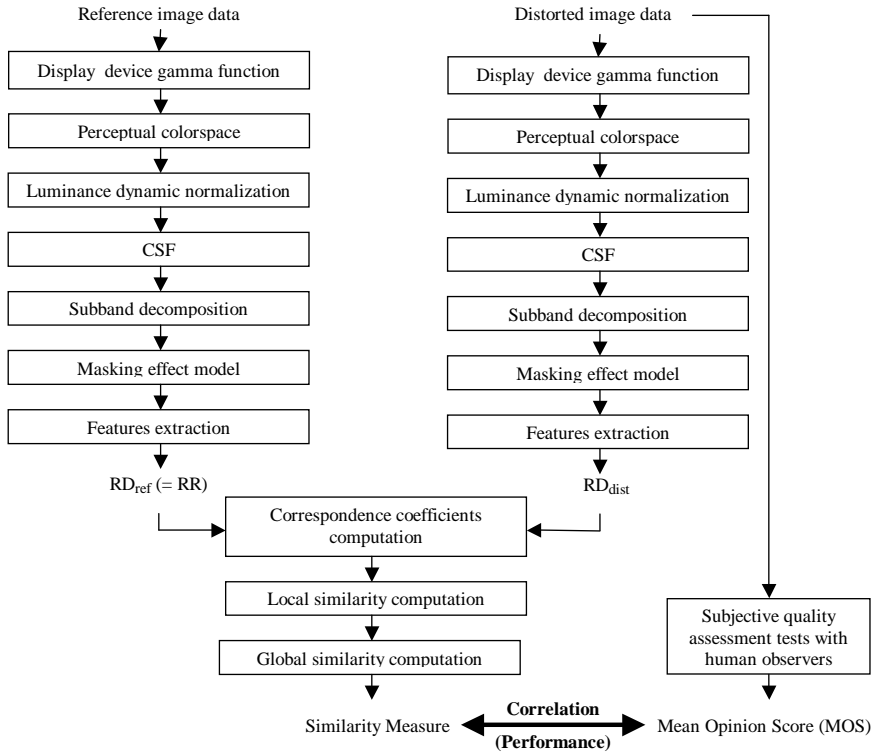 Reference image data
Display device gamma function
Perceptual colorspace
Luminance dynamic normalization
CSF
Subband decomposition
Masking effect model
Features extraction
RDref (= RR)
Distorted image data
Display device gamma function
Perceptual colorspace
Luminance dynamic normalization
CSF
Subband decomposition
Masking effect model
Features extraction
RDdist
Correspondence coefficients
computation
Local similarity computation
Global similarity computation
Similarity Measure
Subjective quality
assessment tests with
human observers
Correlation
(Performance)
Mean Opinion Score (MOS)